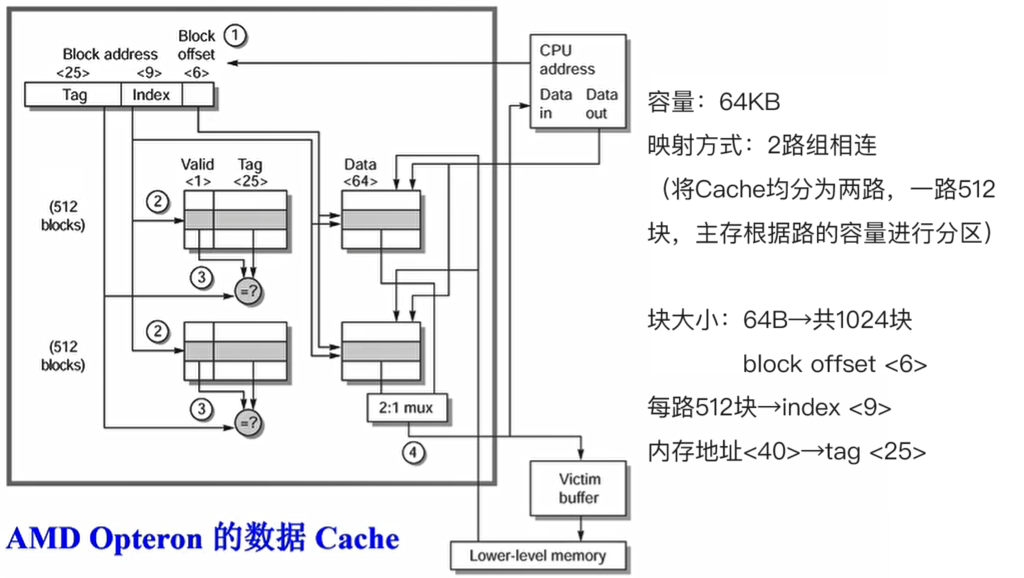 Block
offset
①
Block address
<25>
<9>
<6>
Tag
Index
CPU
address
Data
in
Data
out
Valid
<1>
Tag
<25>
Data
<64>
(512
blocks)
②
③
=?
(512
blocks)
②
③
=?
2:1 mux
④
Victim
buffer
Lower-level memory
AMD Opteron 的数据 Cache
容量：64KB
映射方式：2路组相连
（将Cache均分为两路，一路512
块，主存根据路的容量进行分区）
块大小：64B→共1024块
block offset <6>
每路512块→index <9>
内存地址<40>→tag <25>